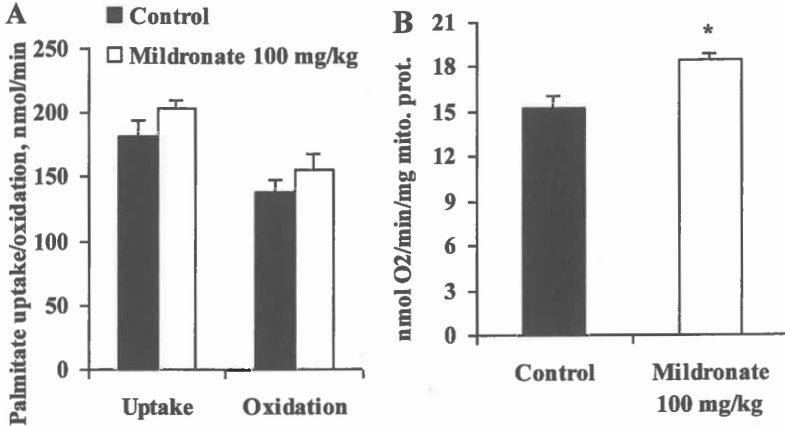 A
Control
Mildronate 100 mg/kg
Palmitate uptake/oxidation, nmol/min
250
200
150
100
50
0
Uptake
Oxidation
B
*
nmol O2/min/mg mito. prot.
21
18
15
12
9
6
3
0
Control
Mildronate
100 mg/kg